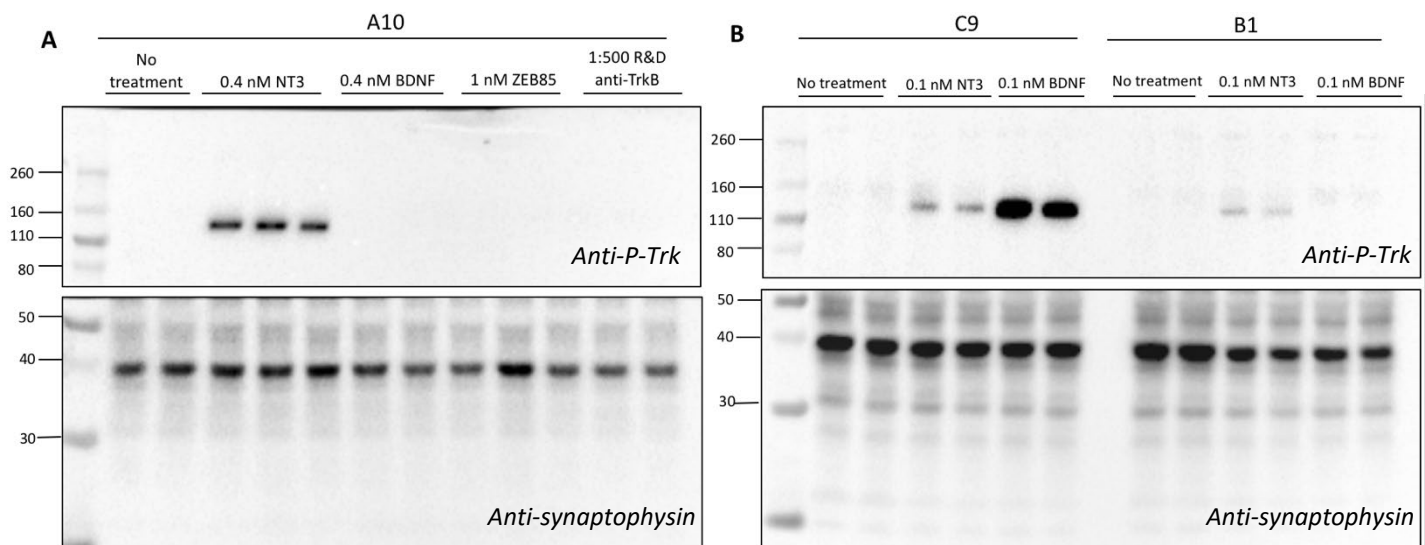 A
A10
No
treatment
0.4 nM NT3
0.4 nM BDNF
1 nM ZEB85
1:500 R&D
anti-TrkB
260
160
110
80
Anti-P-Trk
50
40
30
Anti-synaptophysin
B
C9
B1
No treatment
0.1 nM NT3
0.1 nM BDNF
No treatment
0.1 nM NT3
0.1 nM BDNF
260
160
110
80
Anti-P-Trk
50
40
30
Anti-synaptophysin